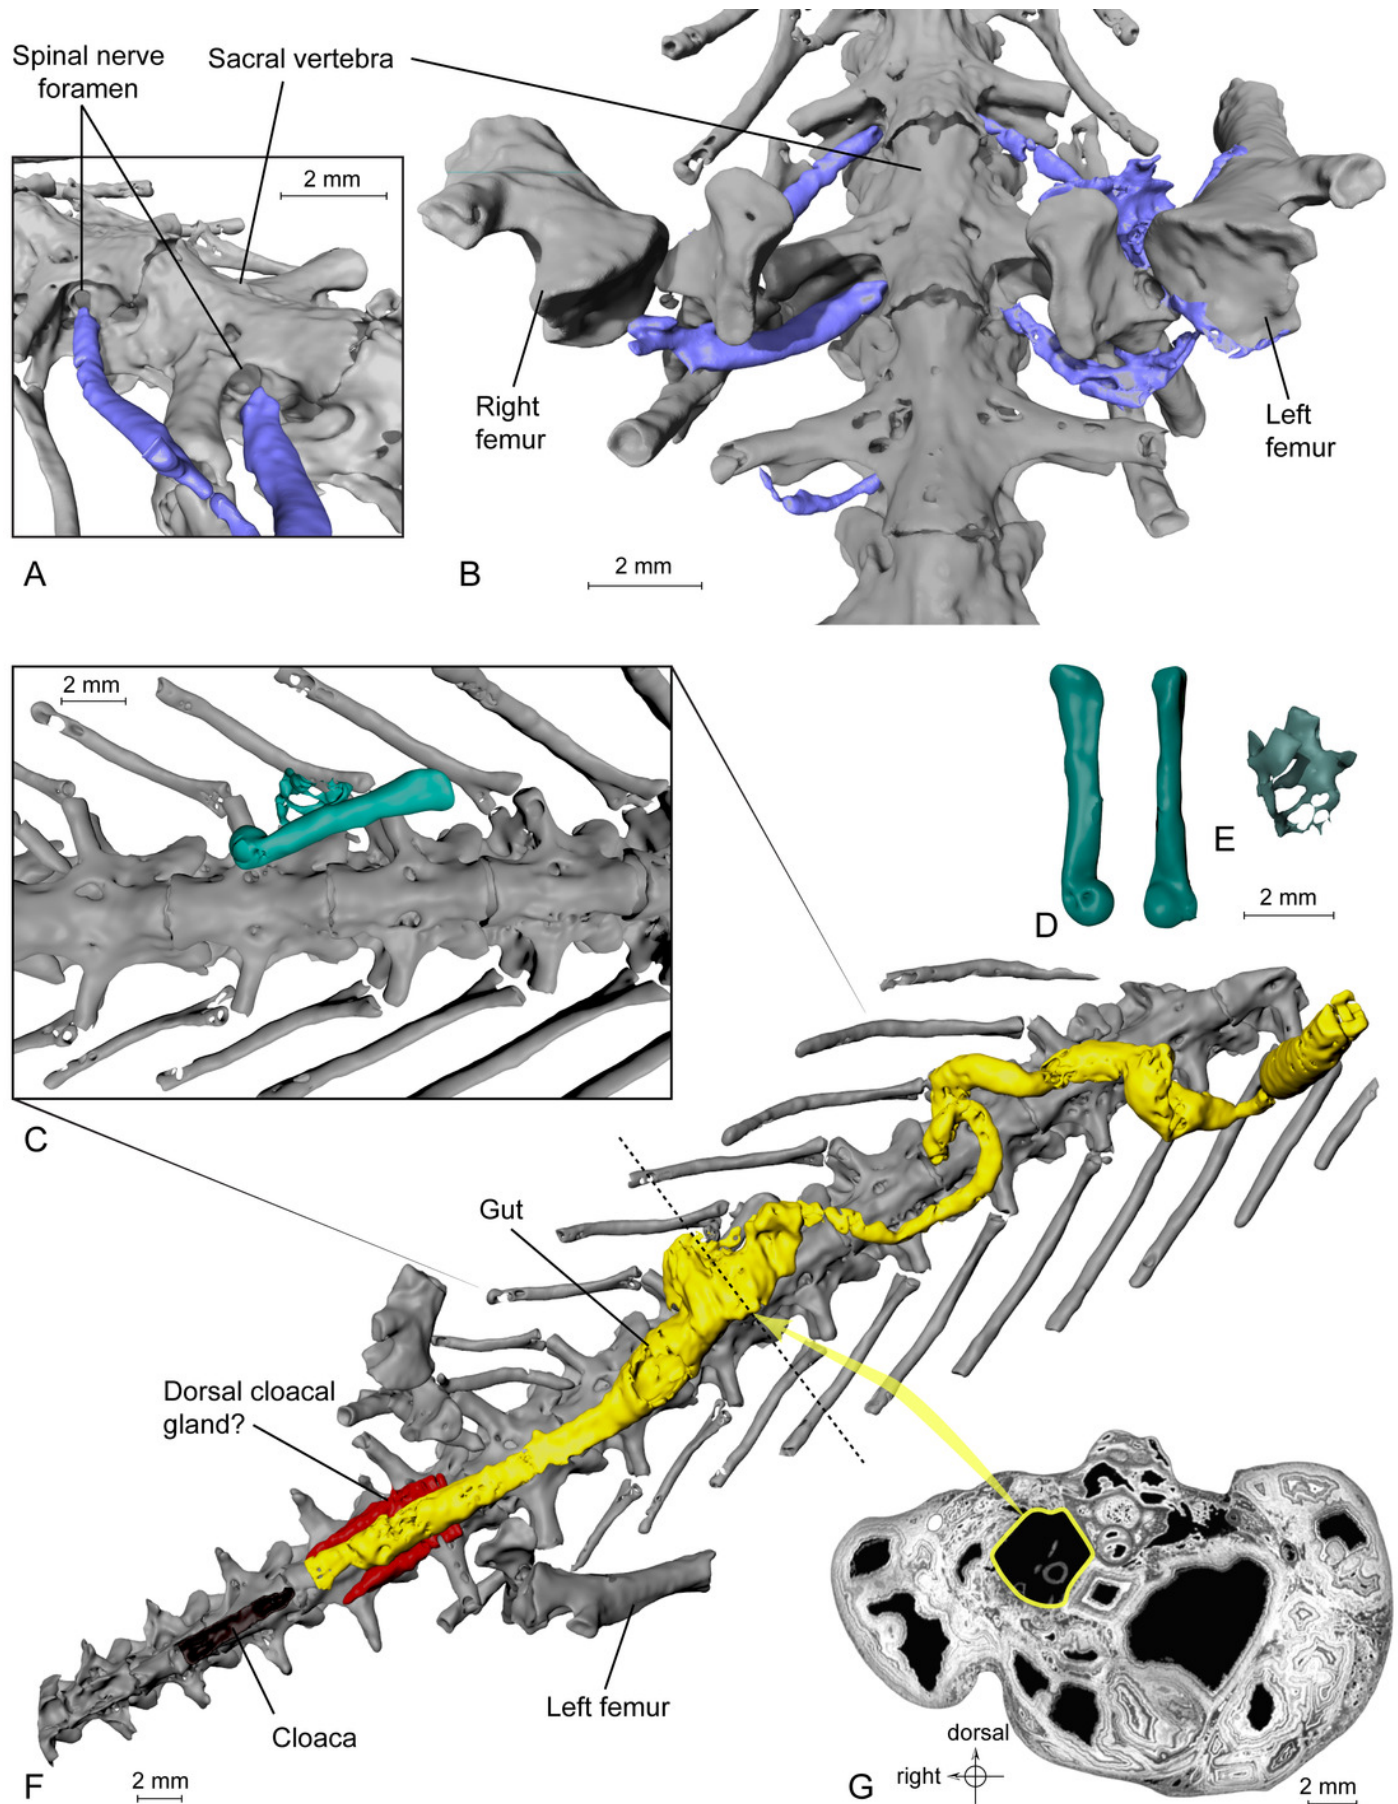 Spinal nerve
foramen
Sacral vertebra
2 mm
Right
femur
Left
femur
A
B
2 mm
2 mm
D
E
2 mm
C
Gut
Dorsal cloacal
gland?
Left femur
Cloaca
F
2 mm
dorsal
right
G
2 mm